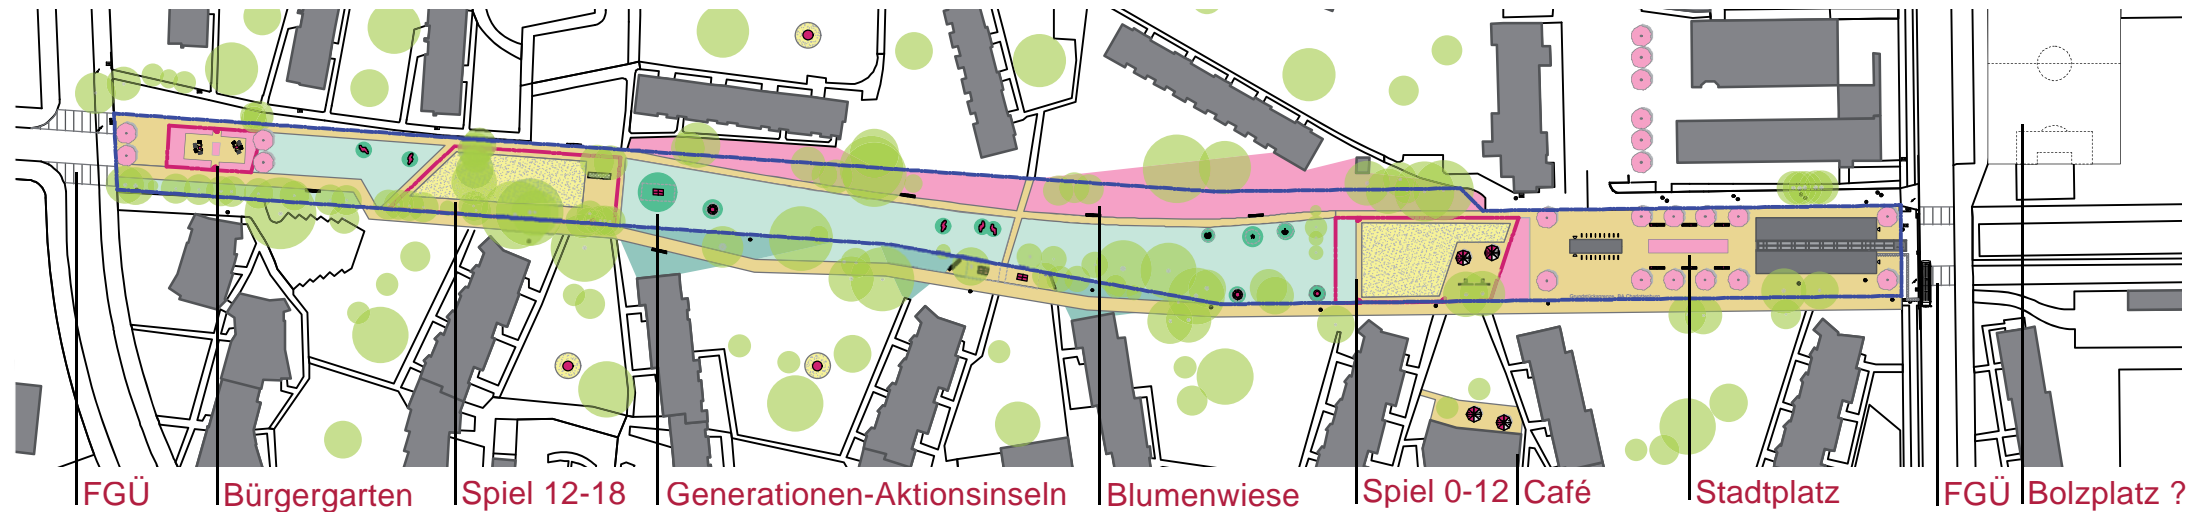 FGÜ
Bürgergarten
Spiel 12-18
Generationen-Aktionsinseln
Blumenwiese
Spiel 0-12
Café
Stadtplatz
FGÜ
Bolzplatz ?